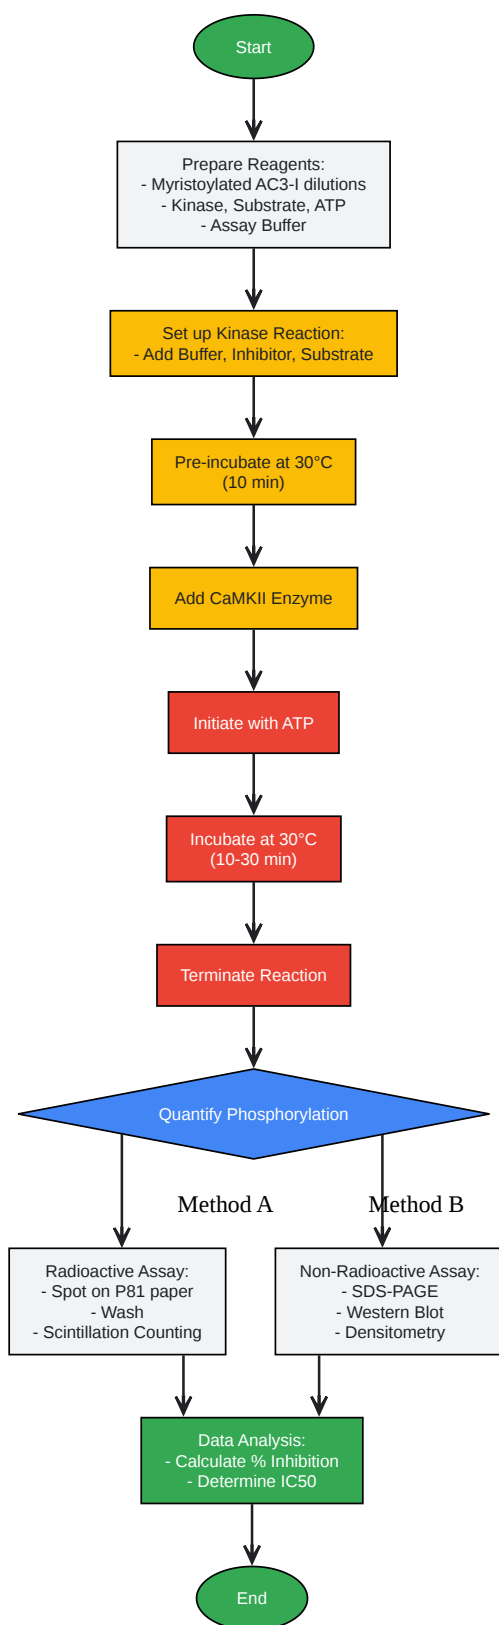 Start
Prepare Reagents:
- Myristoylated AC3-I dilutions
- Kinase, Substrate, ATP
- Assay Buffer
Set up Kinase Reaction:
- Add Buffer, Inhibitor, Substrate
Pre-incubate at 30°C
(10 min)
Add CaMKII Enzyme
Initiate with ATP
Incubate at 30°C
(10-30 min)
Terminate Reaction
Quantify Phosphorylation
Method A
Method B
Radioactive Assay:
- Spot on P81 paper
- Wash
- Scintillation Counting
Non-Radioactive Assay:
- SDS-PAGE
- Western Blot
- Densitometry
Data Analysis:
- Calculate % Inhibition
- Determine IC50
End